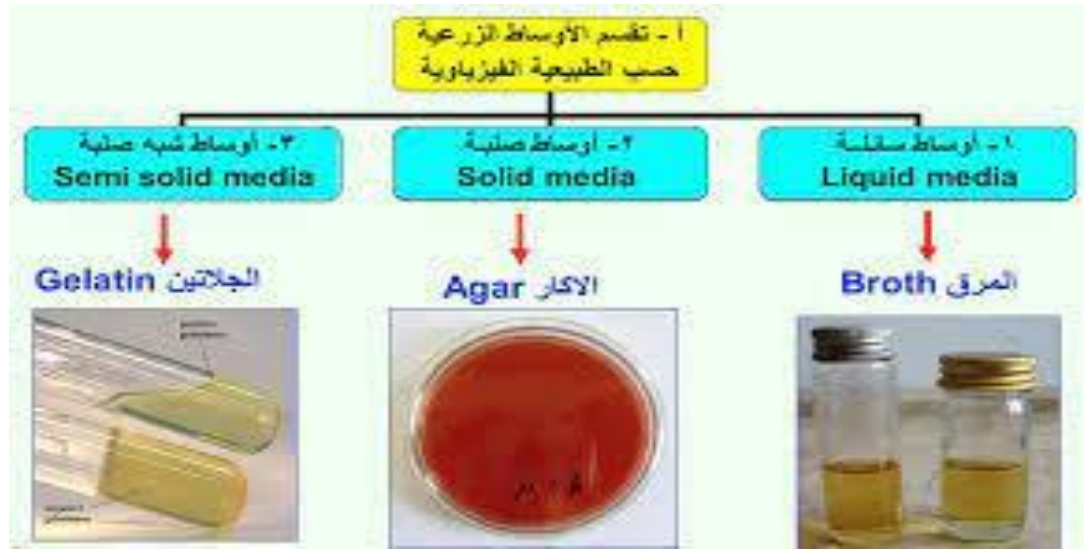 أ - تقسم الأوساط الزرعية
حسب الطبيعية الفيزياوية
١- أوساط سائلة
Liquid media
٢- أوساط صلبة
Solid media
٣- أوساط شبه صلبة
Semi solid media
المرق Broth
الاكار Agar
الجلاتين Gelatin